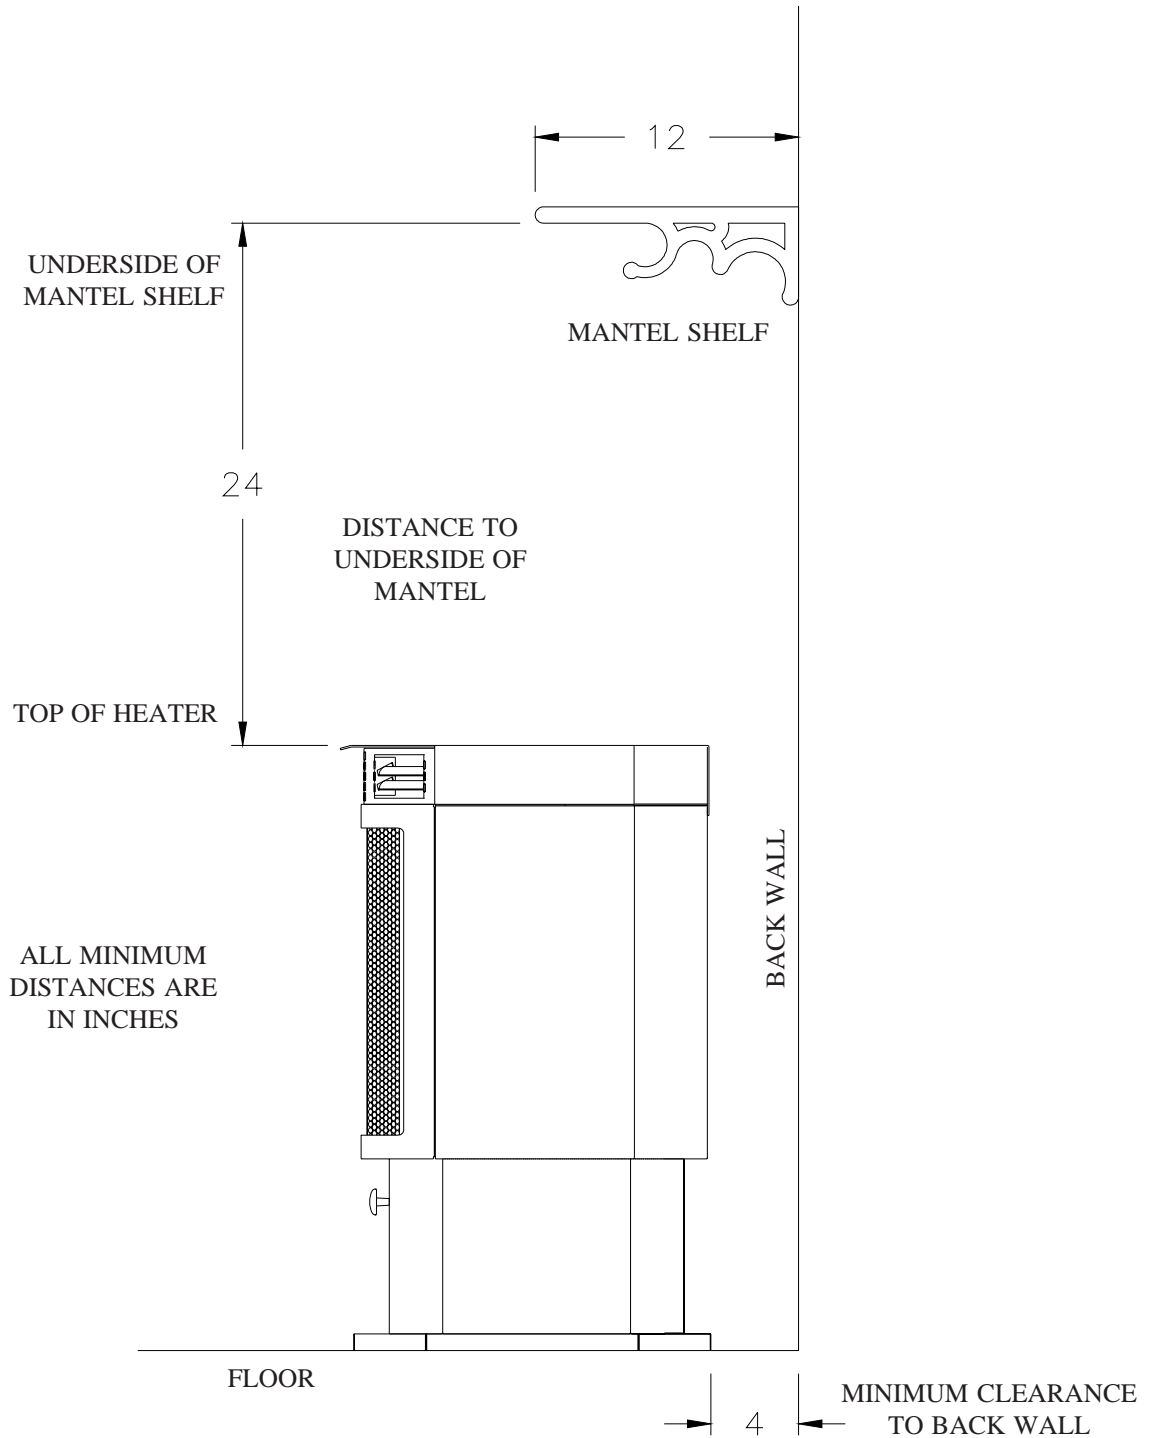 12
UNDERSIDE OF
MANTEL SHELF
MANTEL SHELF
24
DISTANCE TO
UNDERSIDE OF
MANTEL
TOP OF HEATER
BACK WALL
ALL MINIMUM
DISTANCES ARE
IN INCHES
FLOOR
4
MINIMUM CLEARANCE
TO BACK WALL